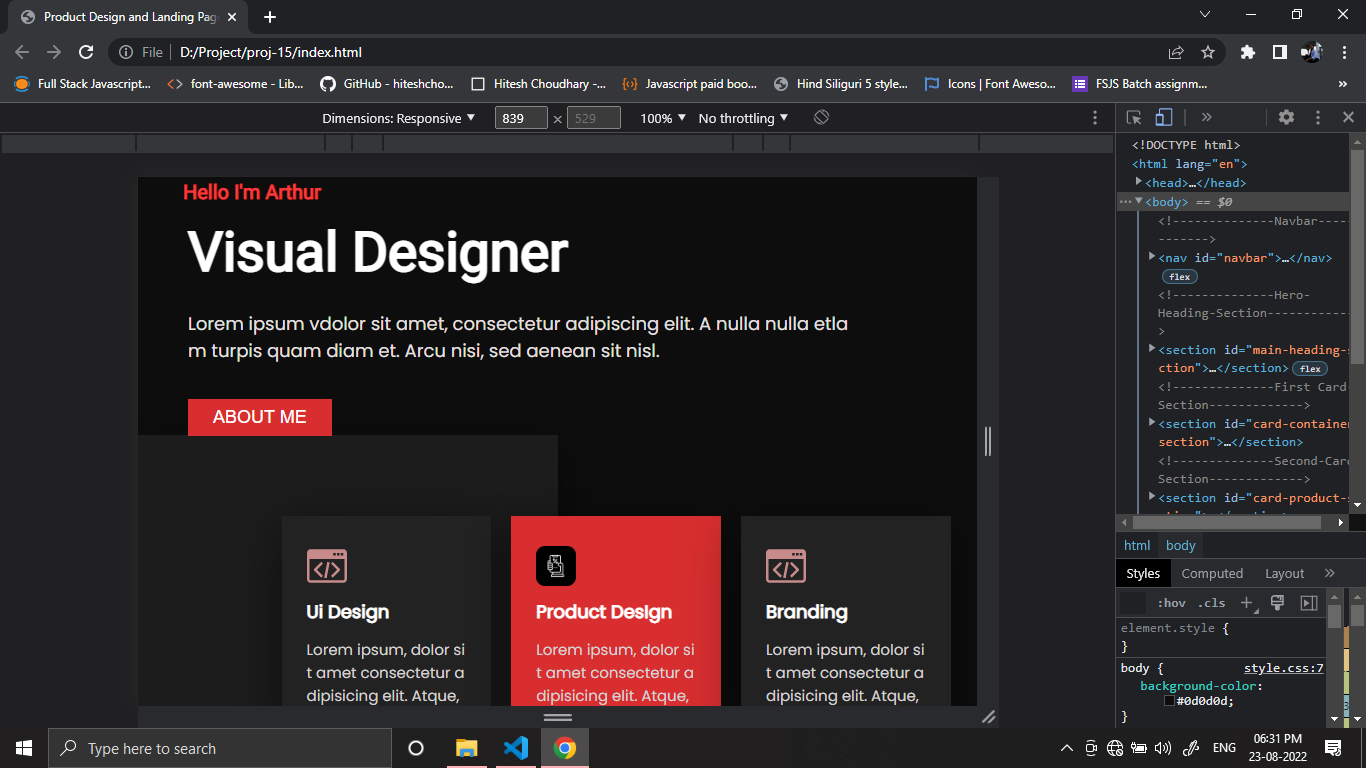 Product Design and Landing Pag
File D:/Project/proj-15/index.html
Full Stack Javascript... font-awesome - Lib... GitHub - hiteshcho... Hitesh Choudhary -... Javascript paid boo... Hind Siliguri 5 style... Icons | Font Aweso... FSJS Batch assignm... »
Dimensions: Responsive ▼ 839 × 529 100% ▼ No throttling ▼
Hello I'm Arthur
Visual Designer
Lorem ipsum vdolor sit amet, consectetur adipiscing elit. A nulla nulla etla
m turpis quam diam et. Arcu nisi, sed aenean sit nisl.
ABOUT ME
Ui Design
Lorem ipsum, dolor si
t amet consectetur a
dipisicing elit. Atque,
Product Design
Lorem ipsum, dolor si
t amet consectetur a
dipisicing elit. Atque,
Branding
Lorem ipsum, dolor si
t amet consectetur a
dipisicing elit. Atque,
<!DOCTYPE html>
<html lang="en">
<head>…</head>
<body> == $0
<!--------------Navbar----
-------->
<nav id="navbar">…</nav>
flex
<!--------------Hero-
Heading-Section------------
>
<section id="main-heading-s
ction">…</section> flex
<!--------------First Card-
Section------------->
<section id="card-container
section">…</section>
<!--------------Second-Card
Section------------->
<section id="card-product-s
html body
Styles Computed Layout »
:hov .cls +
element.style {
}
body { style.css:7
background-color:
#0d0d0d;
}
Type here to search
ENG
06:31 PM
23-08-2022